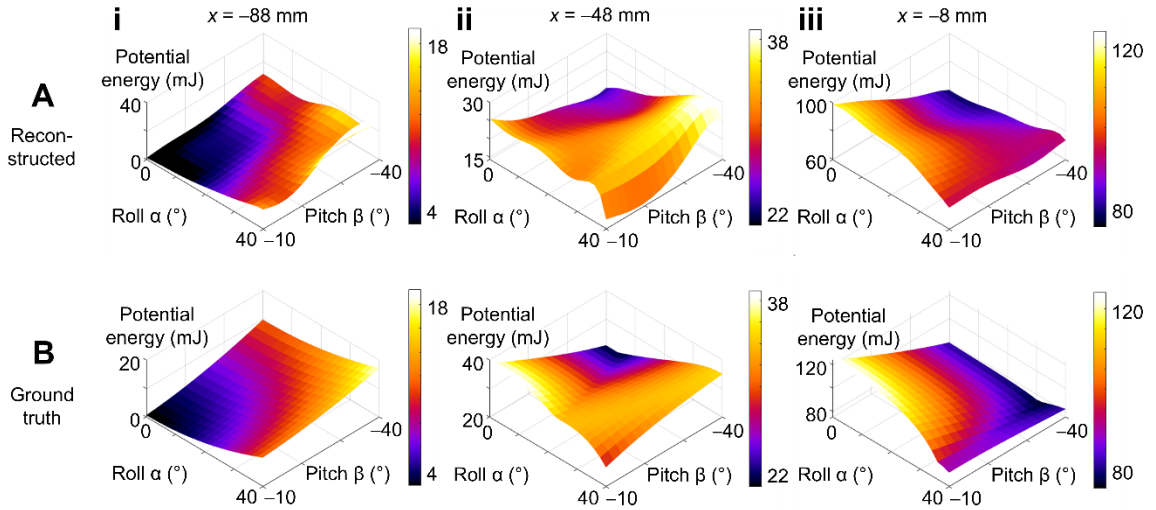 i
x = –88 mm
ii
x = –48 mm
iii
x = –8 mm
A
Recon-
structed
Potential
energy (mJ)
40
0
0
Roll α (°)
40
–10
Pitch β (°)
–40
18
4
Potential
energy (mJ)
30
15
0
Roll α (°)
40
–10
Pitch β (°)
–40
38
22
Potential
energy (mJ)
100
60
0
Roll α (°)
40
–10
Pitch β (°)
–40
120
80
B
Ground
truth
Potential
energy (mJ)
20
0
0
Roll α (°)
40
–10
Pitch β (°)
–40
18
4
Potential
energy (mJ)
40
20
0
Roll α (°)
40
–10
Pitch β (°)
–40
38
22
Potential
energy (mJ)
120
80
0
Roll α (°)
40
–10
Pitch β (°)
–40
120
80